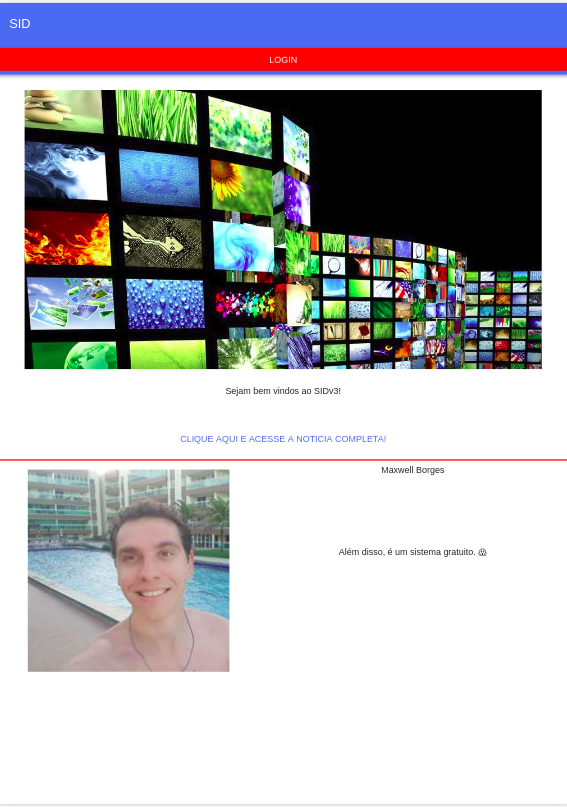 SID
LOGIN
Sejam bem vindos ao SIDv3!
CLIQUE AQUI E ACESSE A NOTICIA COMPLETA!
Maxwell Borges
Além disso, é um sistema gratuito. 😱